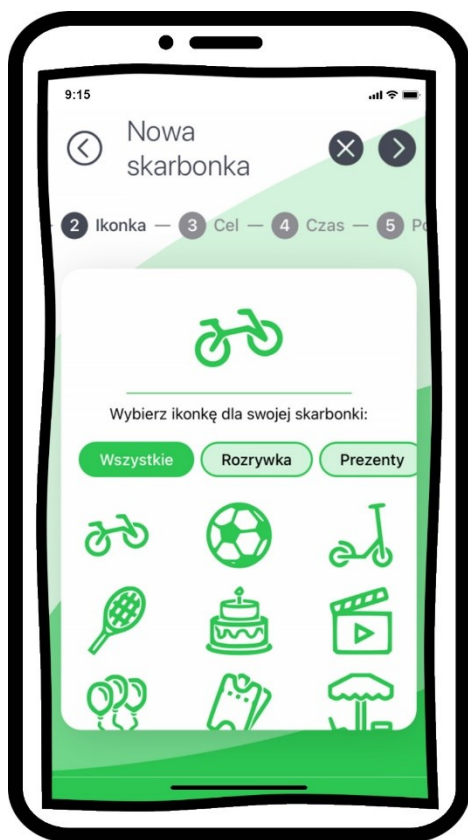 9:15
Nowa
skarbonka
2 Ikonka — 3 Cel — 4 Czas — 5
Wybierz ikonkę dla swojej skarbonki:
Wszystkie Rozrywka Prezenty